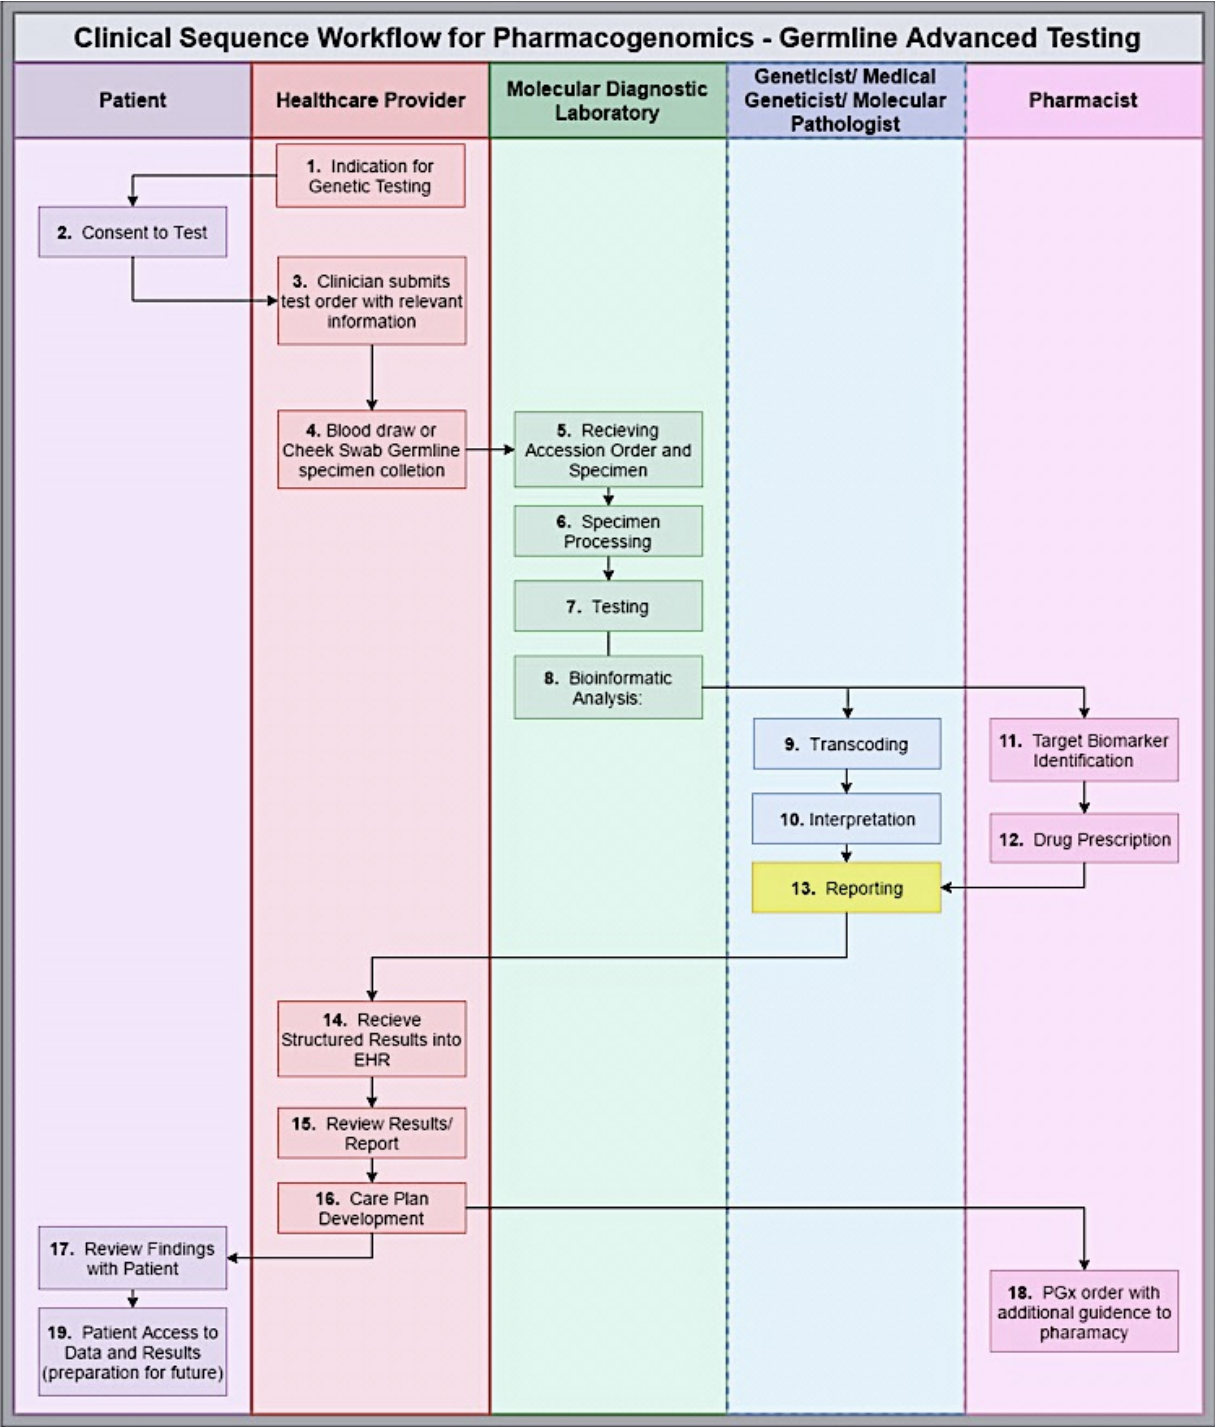 Clinical Sequence Workflow for Pharmacogenomics - Germline Advanced Testing
Patient
Healthcare Provider
Molecular Diagnostic
Laboratory
Geneticist/ Medical
Geneticist/ Molecular
Pathologist
Pharmacist
1. Indication for
Genetic Testing
2. Consent to Test
3. Clinician submits
test order with relevant
information
4. Blood draw or
Cheek Swab Germline
specimen colletion
5. Recieving
Accession Order and
Specimen
6. Specimen
Processing
7. Testing
8. Bioinformatic
Analysis:
9. Transcoding
10. Interpretation
11. Target Biomarker
Identification
12. Drug Prescription
13. Reporting
14. Recieve
Structured Results into
EHR
15. Review Results/
Report
16. Care Plan
Development
17. Review Findings
with Patient
18. PGx order with
additional guidence to
pharamacy
19. Patient Access to
Data and Results
(preparation for future)